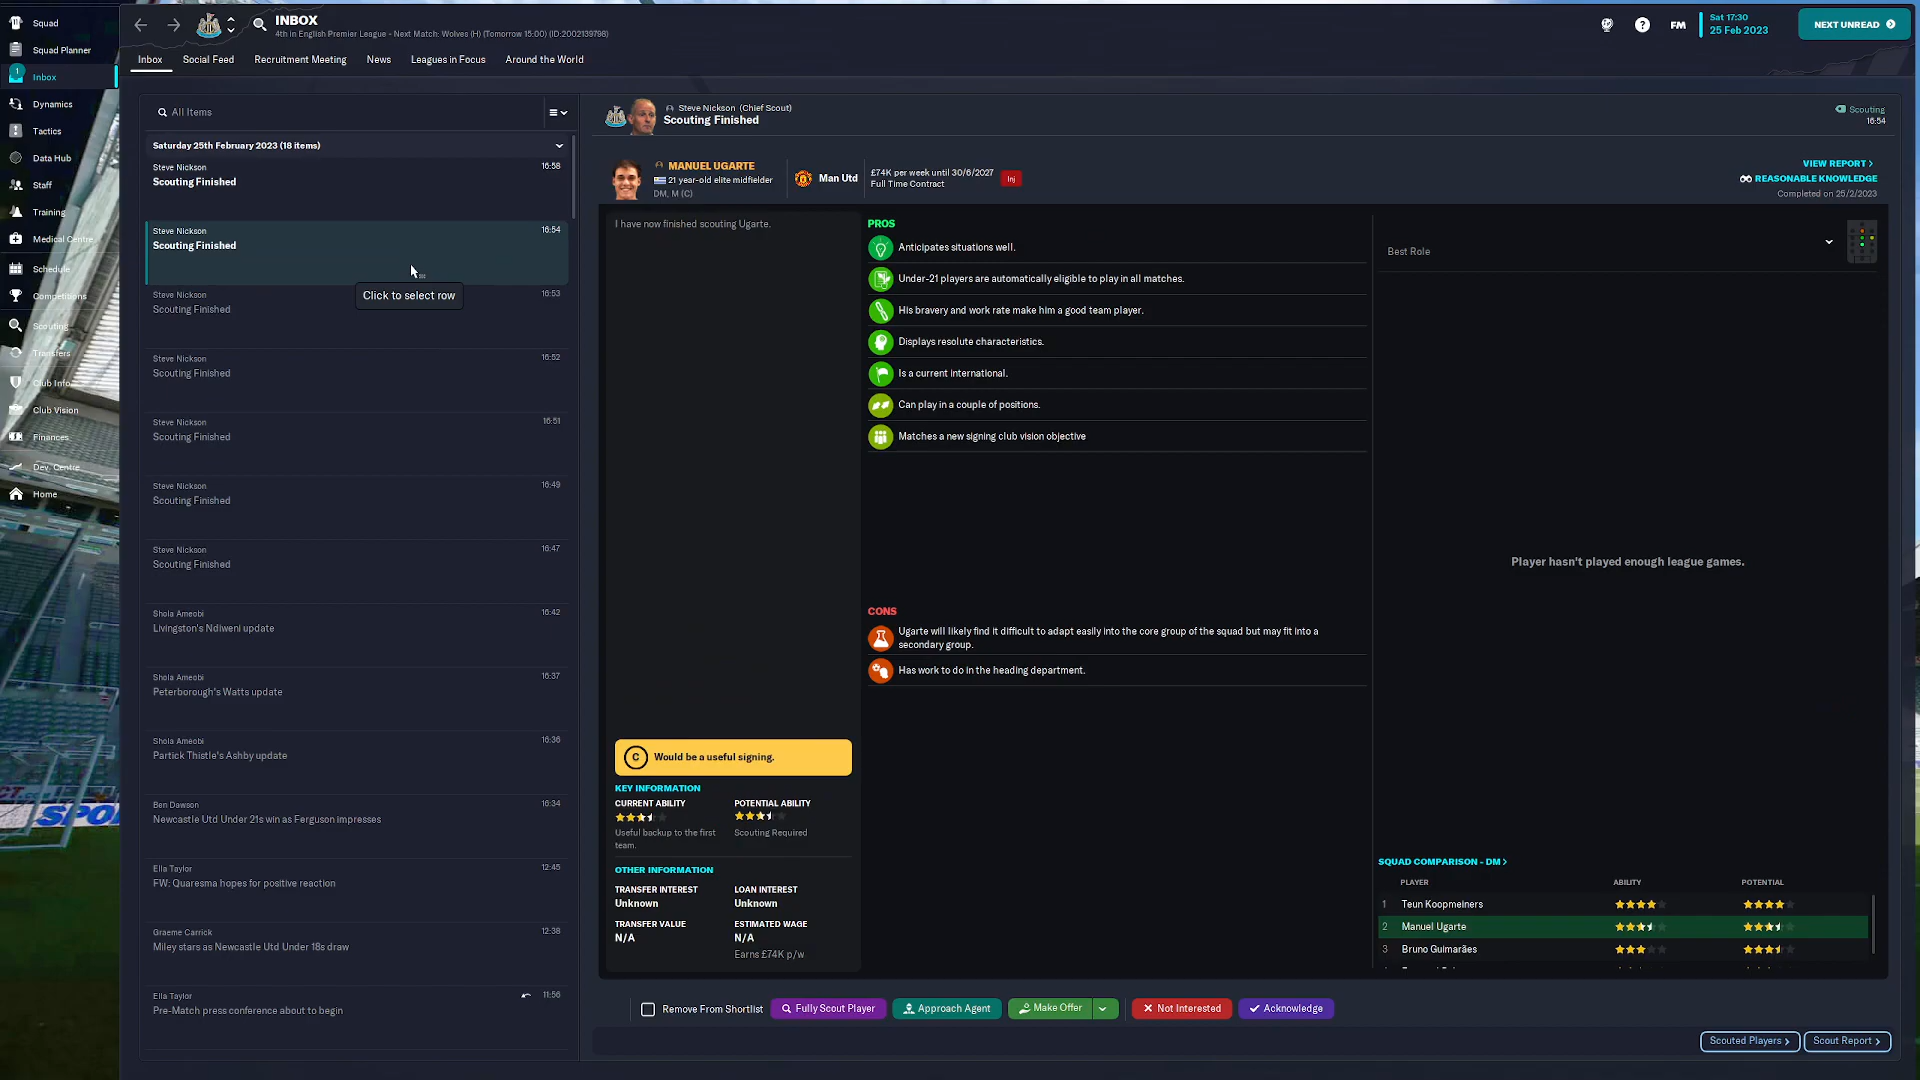 Squad
Squad Planner
1
Inbox
Dynamics
Tactics
Data Hub
Staff
Training
Medical Centre
Schedule
Competitions
Scouting
Transfers
Club Info
Club Vision
Finances
Dev. Centre
Home
INBOX
4th in English Premier League - Next Match: Wolves (H) (Tomorrow 15:00) (ID:2002139798)
FM
Sat 17:30
25 Feb 2023
NEXT UNREAD
Inbox
Social Feed
Recruitment Meeting
News
Leagues in Focus
Around the World
All Items
Saturday 25th February 2023 (18 items)
Steve Nickson 16:58
Scouting Finished
Steve Nickson 16:54
Scouting Finished
Click to select row
Steve Nickson 16:53
Scouting Finished
Steve Nickson 16:52
Scouting Finished
Steve Nickson 16:51
Scouting Finished
Steve Nickson 16:49
Scouting Finished
Steve Nickson 16:47
Scouting Finished
Shola Ameobi 16:42
Livingston's Ndiweni update
Shola Ameobi 16:37
Peterborough's Watts update
Shola Ameobi 16:36
Partick Thistle's Ashby update
Ben Dawson 16:34
Newcastle Utd Under 21s win as Ferguson impresses
Ella Taylor 12:45
FW: Quaresma hopes for positive reaction
Graeme Carrick 12:38
Miley stars as Newcastle Utd Under 18s draw
Ella Taylor 11:56
Pre-Match press conference about to begin
Steve Nickson (Chief Scout)
Scouting Finished
Scouting
16:54
MANUEL UGARTE
21 year-old elite midfielder
DM, M (C)
Man Utd
£74K per week until 30/6/2027
Full Time Contract
Inj
VIEW REPORT >
REASONABLE KNOWLEDGE
Completed on 25/2/2023
I have now finished scouting Ugarte.
PROS
Anticipates situations well.
Under-21 players are automatically eligible to play in all matches.
His bravery and work rate make him a good team player.
Displays resolute characteristics.
Is a current international.
Can play in a couple of positions.
Matches a new signing club vision objective
CONS
Ugarte will likely find it difficult to adapt easily into the core group of the squad but may fit into a
secondary group.
Has work to do in the heading department.
Best Role
Player hasn't played enough league games.
C Would be a useful signing.
KEY INFORMATION
CURRENT ABILITY
Useful backup to the first
team.
POTENTIAL ABILITY
Scouting Required
OTHER INFORMATION
TRANSFER INTEREST
Unknown
LOAN INTEREST
Unknown
TRANSFER VALUE
N/A
ESTIMATED WAGE
N/A
Earns £74K p/w
SQUAD COMPARISON - DM >
PLAYER ABILITY POTENTIAL
1 Teun Koopmeiners
2 Manuel Ugarte
3 Bruno Guimarães
Remove From Shortlist
Fully Scout Player
Approach Agent
Make Offer
Not Interested
Acknowledge
Scouted Players >
Scout Report >